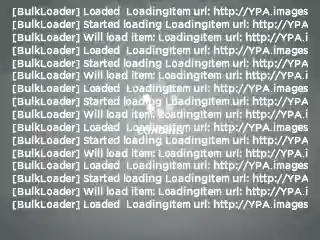 [BulkLoader] Loaded LoadingItem url: http://YPA.images
[BulkLoader] Started loading LoadingItem url: http://YPA
[BulkLoader] Will load item: LoadingItem url: http://YPA.i
[BulkLoader] Loaded LoadingItem url: http://YPA.images
[BulkLoader] Started loading LoadingItem url: http://YPA
[BulkLoader] Will load item: LoadingItem url: http://YPA.i
[BulkLoader] Loaded LoadingItem url: http://YPA.images
[BulkLoader] Started loading LoadingItem url: http://YPA
[BulkLoader] Will load item: LoadingItem url: http://YPA.i
[BulkLoader] Loaded LoadingItem url: http://YPA.images
LOADING
[BulkLoader] Started loading LoadingItem url: http://YPA
[BulkLoader] Will load item: LoadingItem url: http://YPA.i
[BulkLoader] Loaded LoadingItem url: http://YPA.images
[BulkLoader] Started loading LoadingItem url: http://YPA
[BulkLoader] Will load item: LoadingItem url: http://YPA.i
[BulkLoader] Loaded LoadingItem url: http://YPA.images